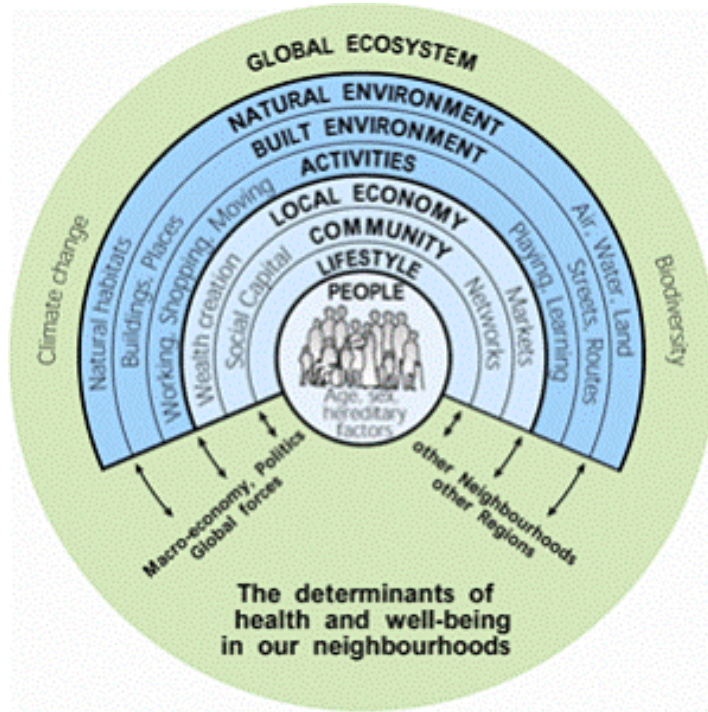 GLOBAL ECOSYSTEM
NATURAL ENVIRONMENT
BUILT ENVIRONMENT
ACTIVITIES
LOCAL ECONOMY
COMMUNITY
LIFESTYLE
PEOPLE
Age, sex,
hereditary
factors
Climate change
Natural habitats
Buildings, Places
Working, Shopping, Moving
Wealth creation
Social Capital
Networks
Markets
Playing, Learning
Streets, Routes
Air, Water, Land
Biodiversity
Macro-economy, Politics
Global forces
other Neighbourhoods
other Regions
The determinants of
health and well-being
in our neighbourhoods